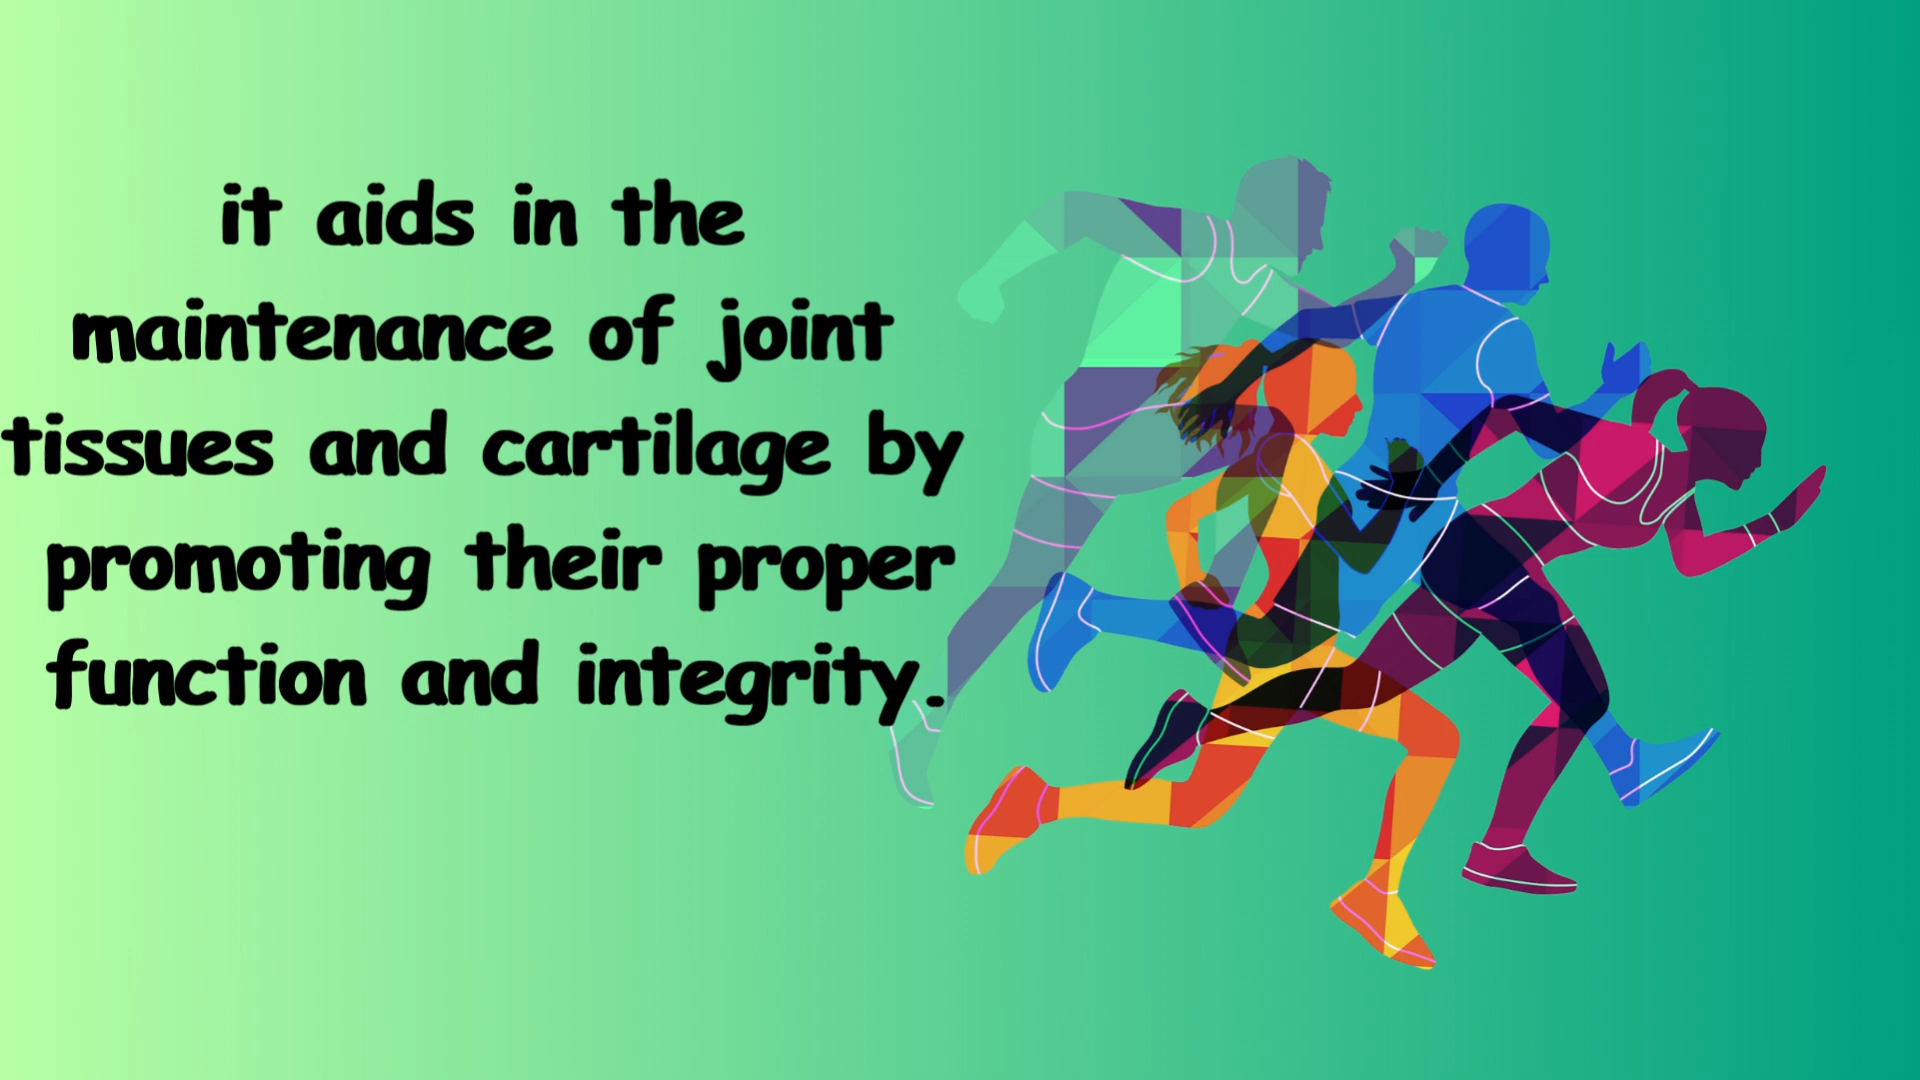 it aids in the
maintenance of joint
tissues and cartilage by
promoting their proper
function and integrity.